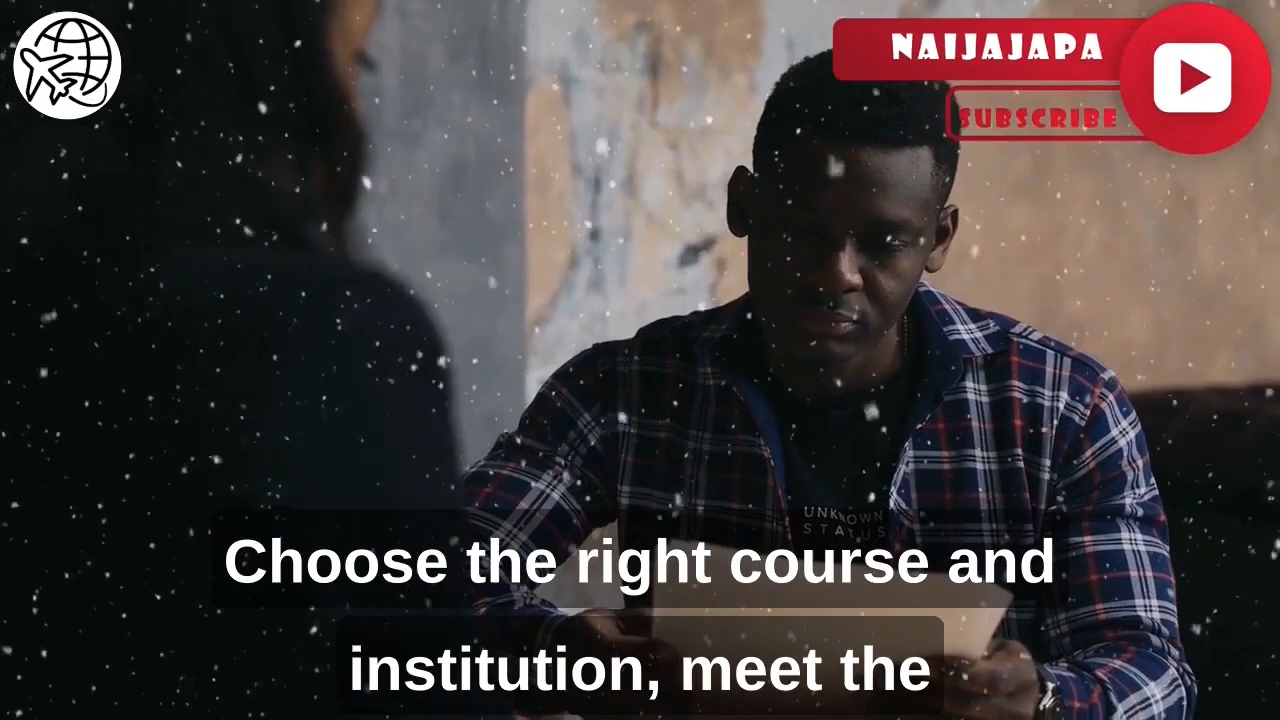 NAIJAJAPA
SUBSCRIBE
UNKNOWN
STATUS
Choose the right course and
institution, meet the